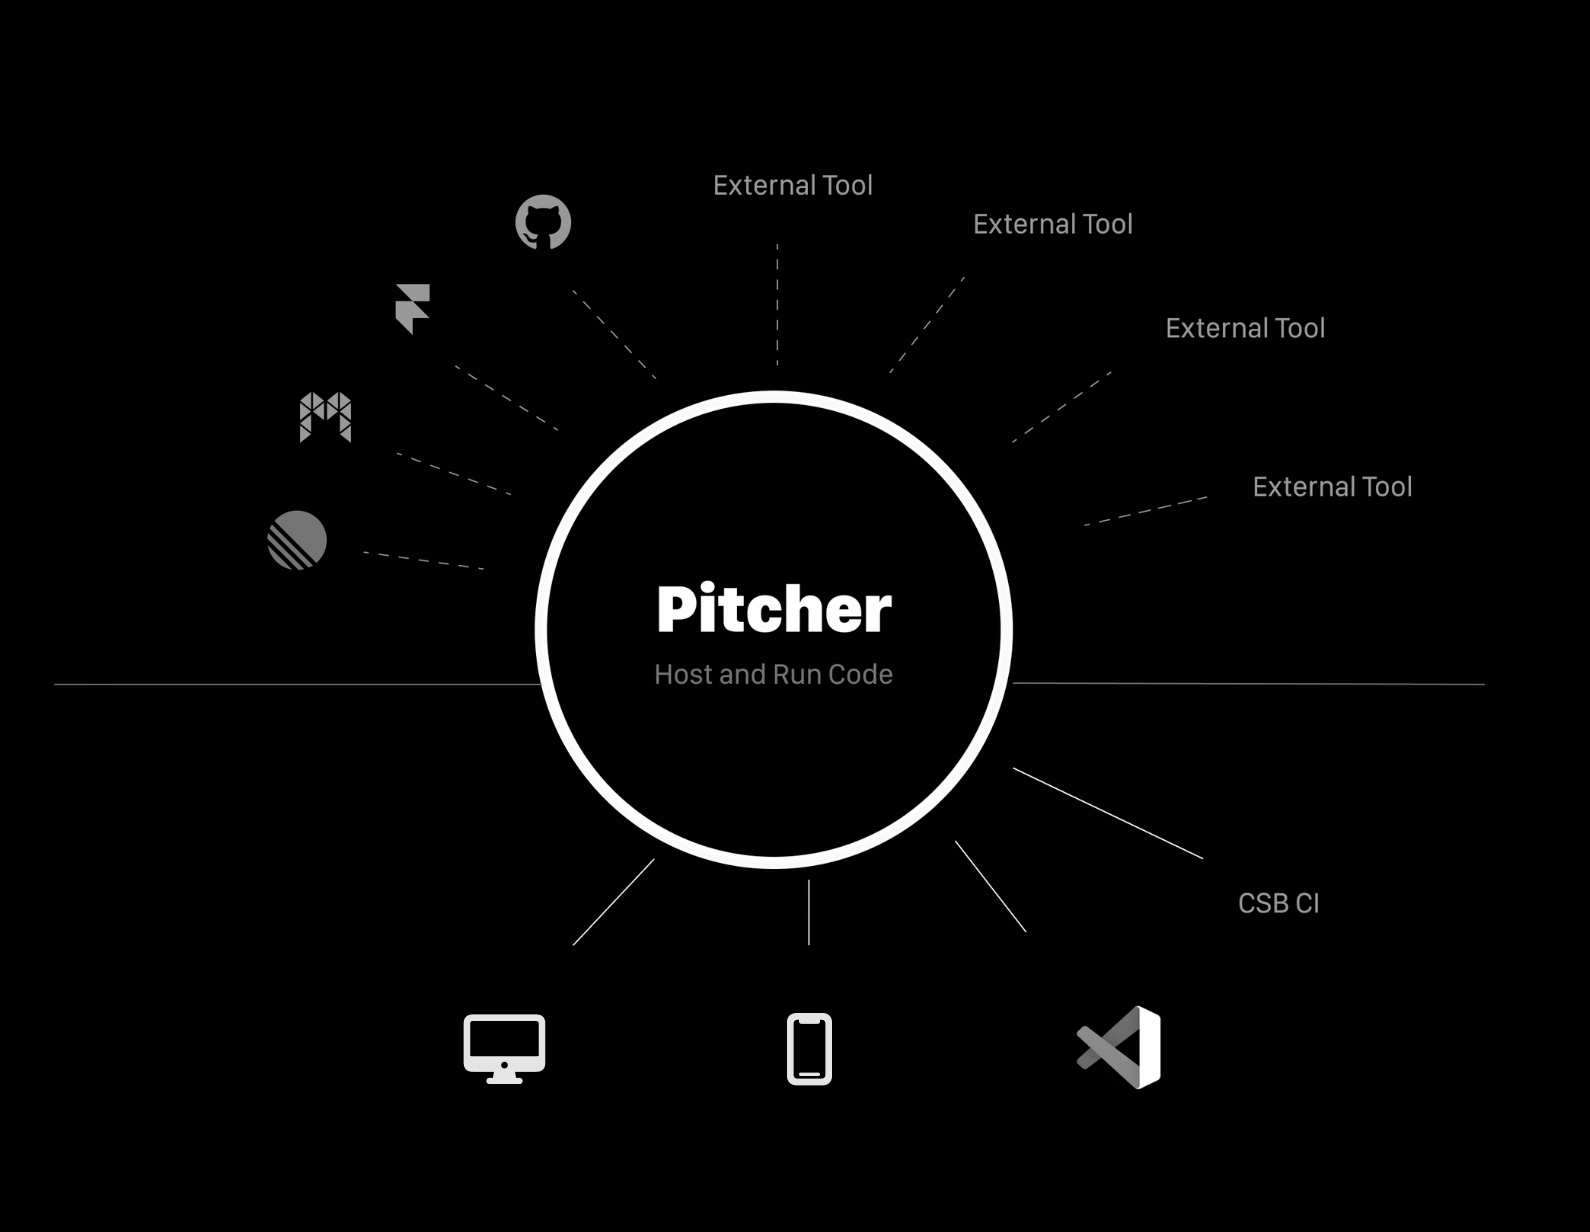 External Tool
External Tool
External Tool
External Tool
Pitcher
Host and Run Code
CSB CI